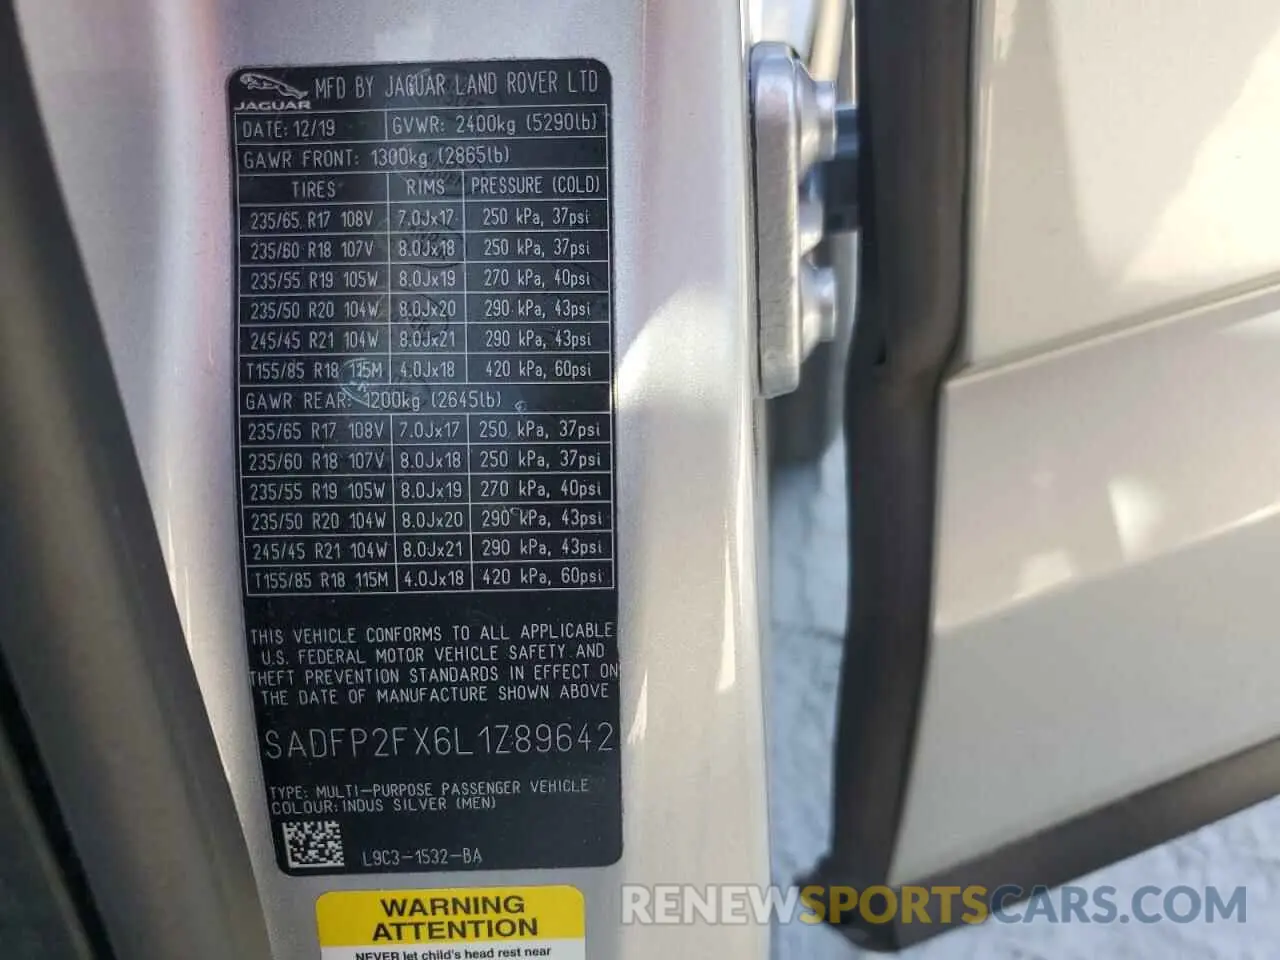 JAGUAR MFD BY JAGUAR LAND ROVER LTD
DATE: 12/19 GVWR: 2400kg (5290lb)
GAWR FRONT: 1300kg (2865lb)
TIRES RIMS PRESSURE (COLD)
235/65 R17 108V 7.0Jx17 250 kPa, 37psi
235/60 R18 107V 8.0Jx18 250 kPa, 37psi
235/55 R19 105W 8.0Jx19 270 kPa, 40psi
235/50 R20 104W 8.0Jx20 290 kPa, 43psi
245/45 R21 104W 8.0Jx21 290 kPa, 43psi
T155/85 R18 115M 4.0Jx18 420 kPa, 60psi
GAWR REAR: 1200kg (2645lb)
235/65 R17 108V 7.0Jx17 250 kPa, 37psi
235/60 R18 107V 8.0Jx18 250 kPa, 37psi
235/55 R19 105W 8.0Jx19 270 kPa, 40psi
235/50 R20 104W 8.0Jx20 290 kPa, 43psi
245/45 R21 104W 8.0Jx21 290 kPa, 43psi
T155/85 R18 115M 4.0Jx18 420 kPa, 60psi
THIS VEHICLE CONFORMS TO ALL APPLICABLE
U.S. FEDERAL MOTOR VEHICLE SAFETY AND
THEFT PREVENTION STANDARDS IN EFFECT ON
THE DATE OF MANUFACTURE SHOWN ABOVE
SADFP2FX6L1Z89642
TYPE: MULTI-PURPOSE PASSENGER VEHICLE
COLOUR: INDUS SILVER (MEN)
L9C3-1532-BA
WARNING
ATTENTION
NEVER let child's head rest near
RENEWSPORTSCARS.COM